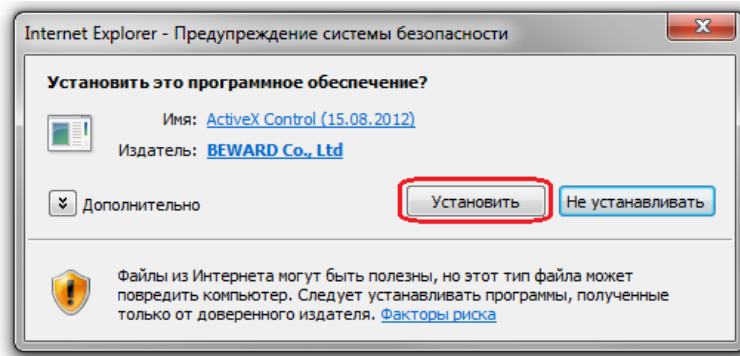 Internet Explorer - Предупреждение системы безопасности
Установить это программное обеспечение?
Имя: ActiveX Control (15.08.2012)
Издатель: BEWARD Co., Ltd
Дополнительно
Установить
Не устанавливать
Файлы из Интернета могут быть полезны, но этот тип файла может
повредить компьютер. Следует устанавливать программы, полученные
только от доверенного издателя. Факторы риска